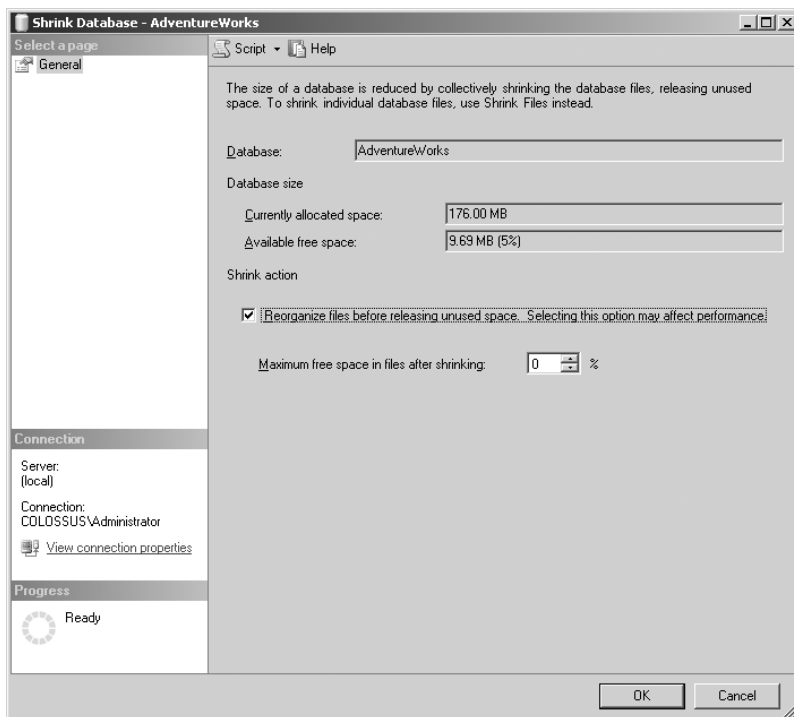 Shrink Database - AdventureWorks
Select a page
General
Script
Help
The size of a database is reduced by collectively shrinking the database files, releasing unused
space. To shrink individual database files, use Shrink Files instead.
Database:
AdventureWorks
Database size
Currently allocated space:
176.00 MB
Available free space:
9.69 MB (5%)
Shrink action
Reorganize files before releasing unused space. Selecting this option may affect performance.
Maximum free space in files after shrinking:
0
%
Connection
Server:
(local)
Connection:
COLOSSUS\Administrator
View connection properties
Progress
Ready
OK
Cancel